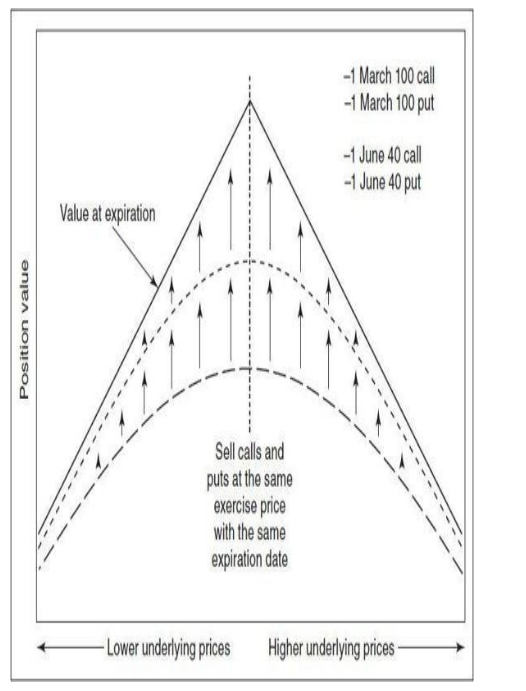 –1 March 100 call
–1 March 100 put
–1 June 40 call
–1 June 40 put
Value at expiration
Position value
Sell calls and
puts at the same
exercise price
with the same
expiration date
Lower underlying prices
Higher underlying prices